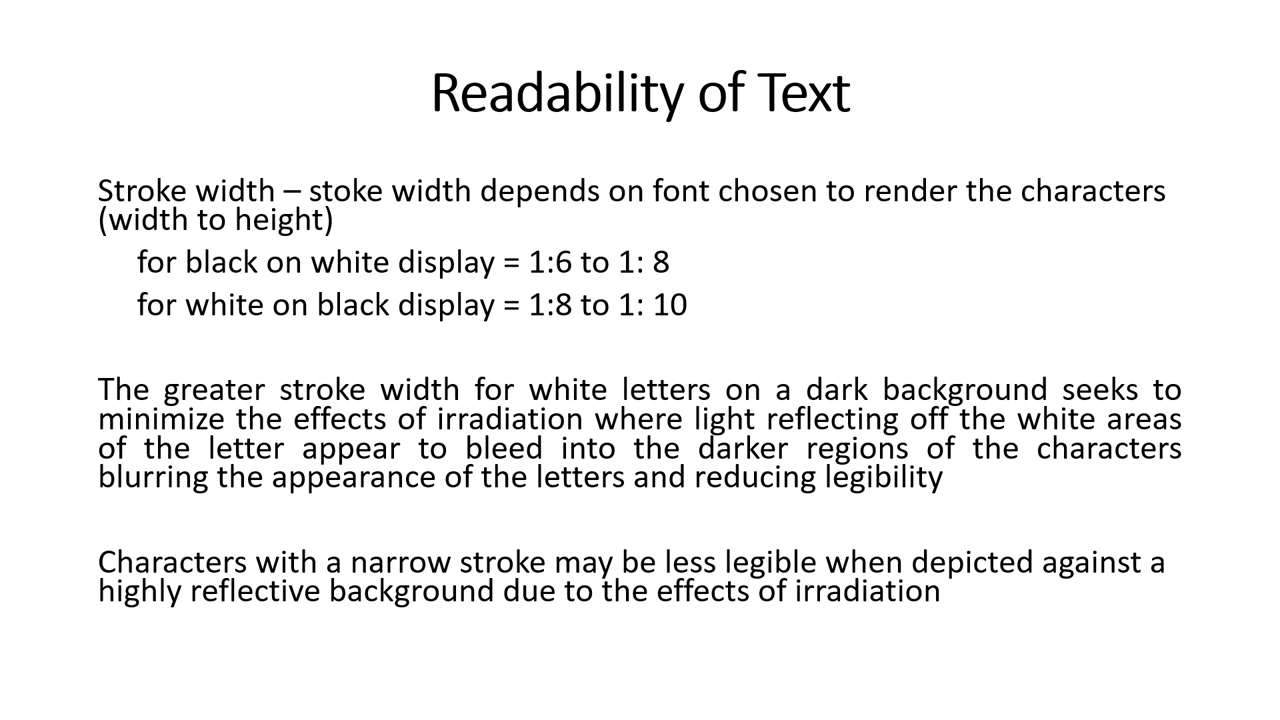 Readability of Text
Stroke width – stoke width depends on font chosen to render the characters
(width to height)
for black on white display = 1:6 to 1: 8
for white on black display = 1:8 to 1: 10
The greater stroke width for white letters on a dark background seeks to
minimize the effects of irradiation where light reflecting off the white areas
of the letter appear to bleed into the darker regions of the characters
blurring the appearance of the letters and reducing legibility
Characters with a narrow stroke may be less legible when depicted against a
highly reflective background due to the effects of irradiation